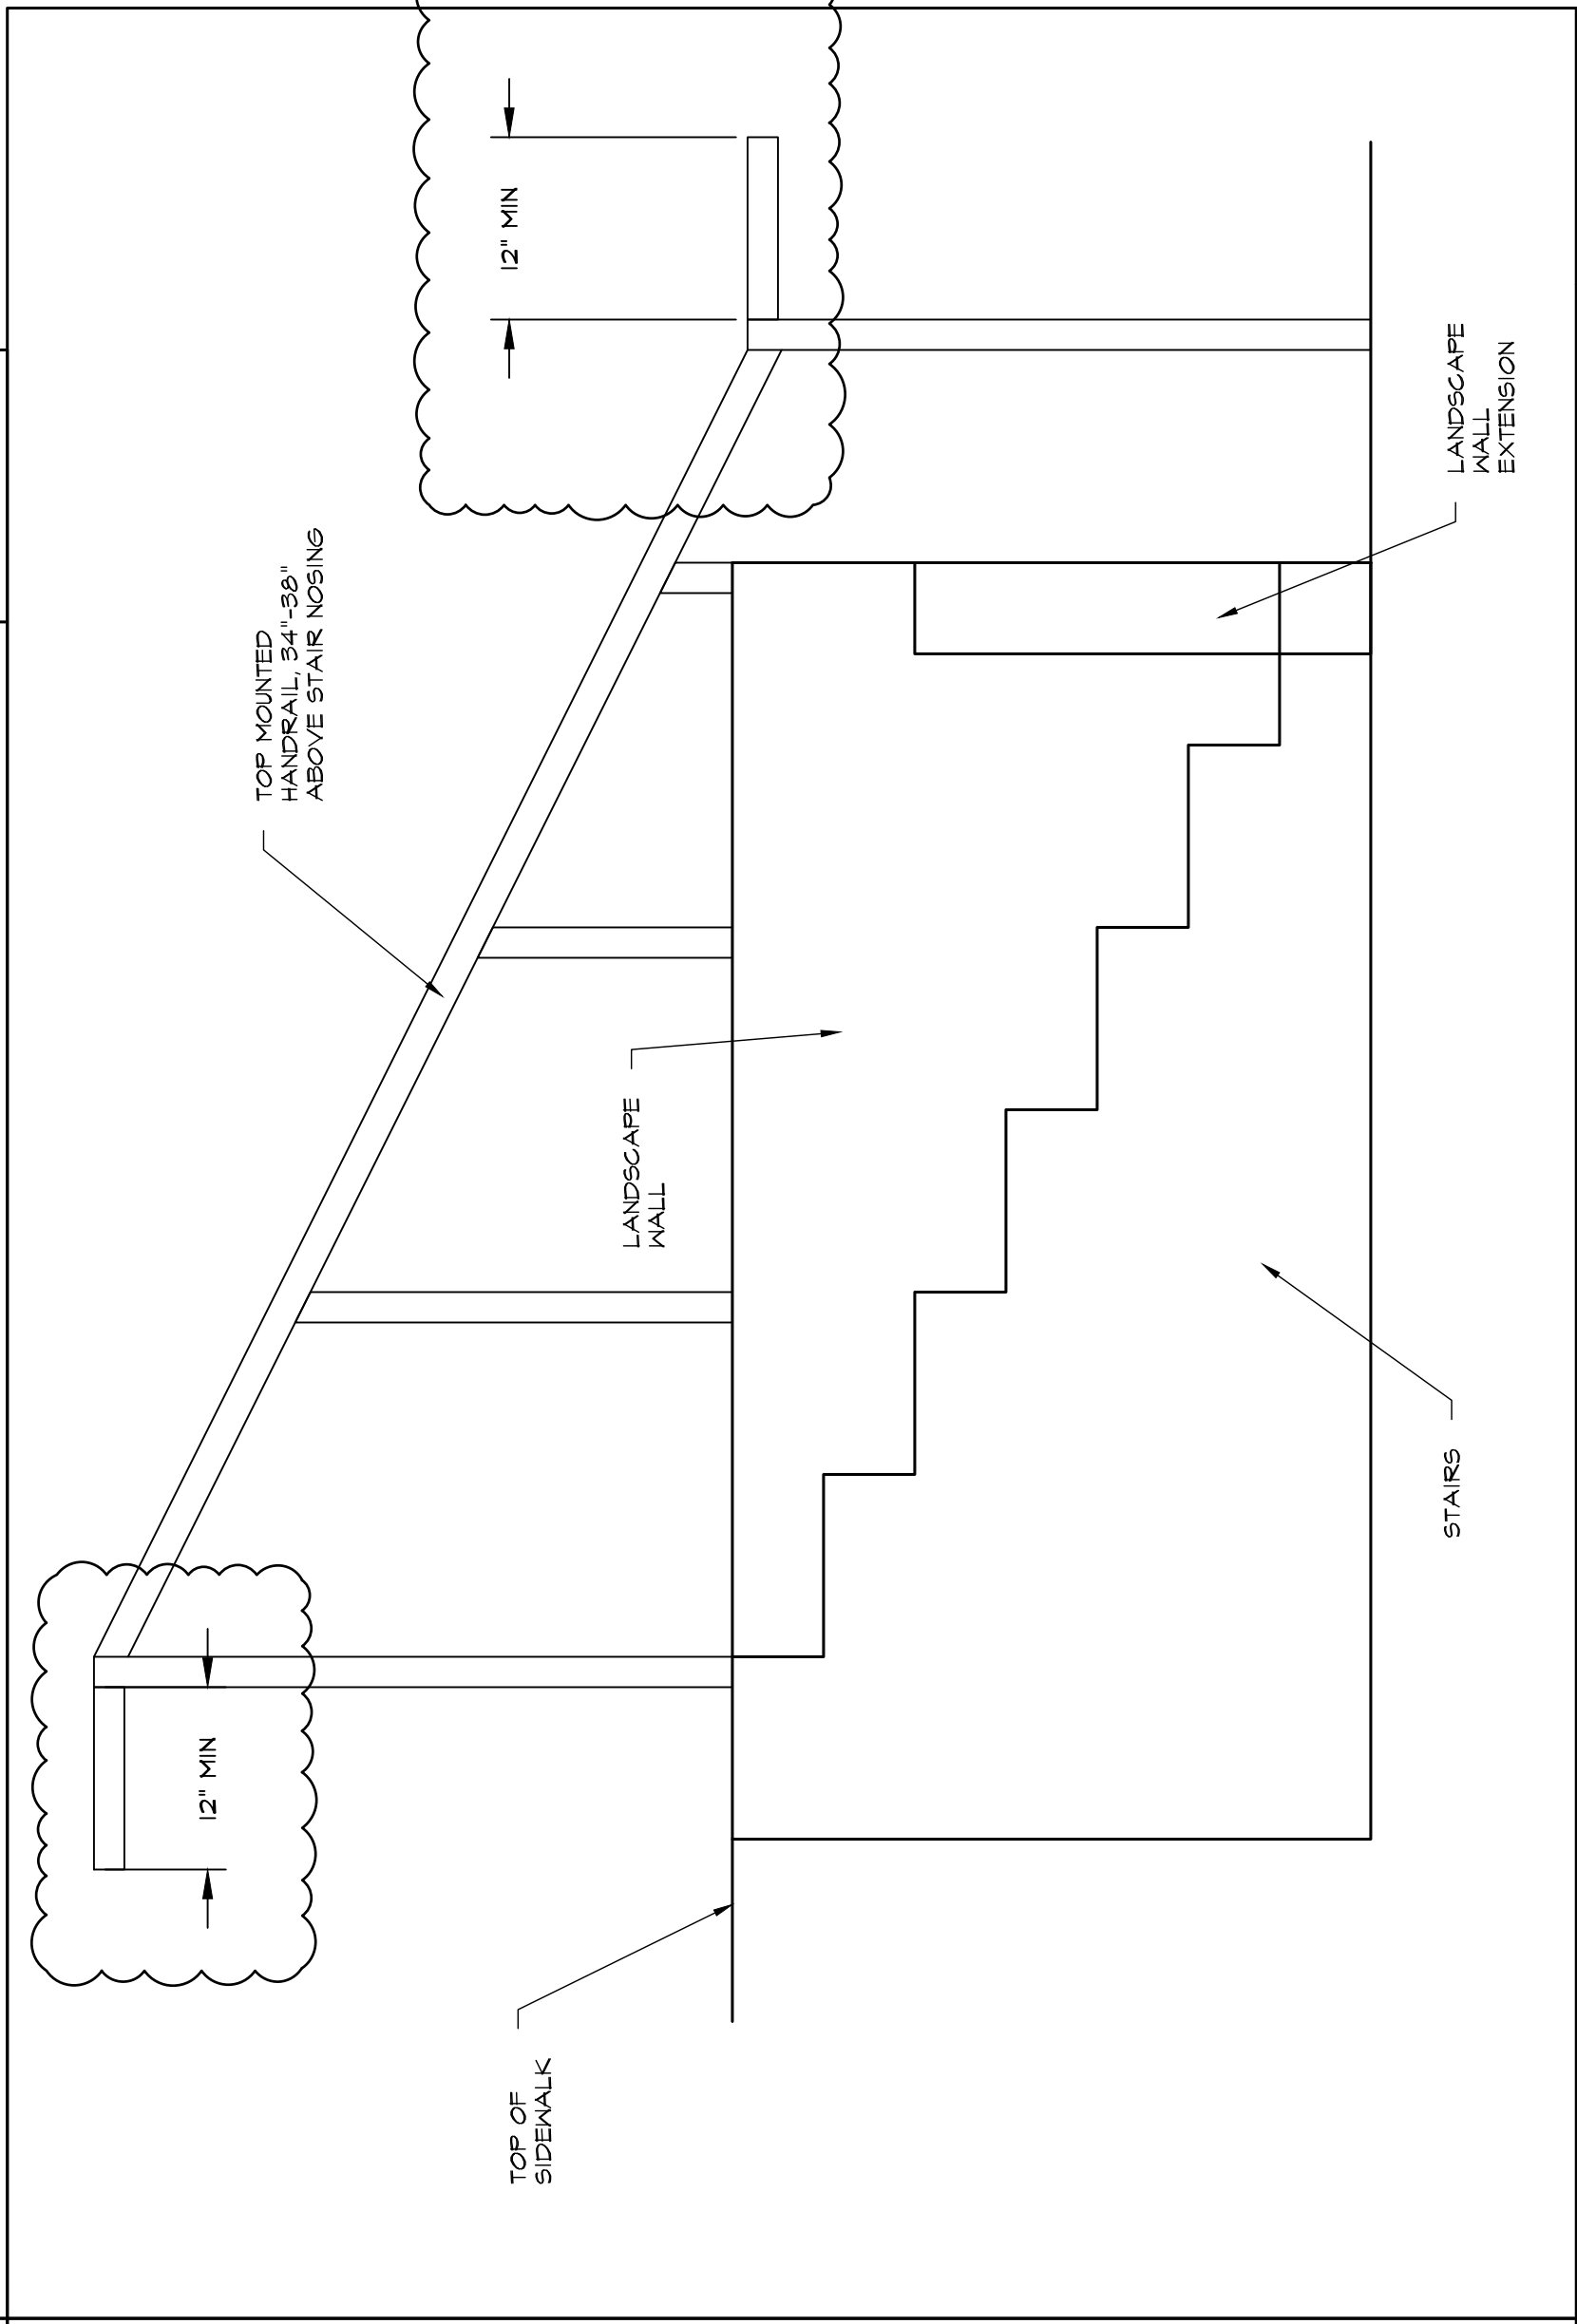 TOP MOUNTED
HANDRAIL, 34"-38"
ABOVE STAIR NOSING
12" MIN
12" MIN
LANDSCAPE
WALL
TOP OF
SIDEWALK
LANDSCAPE
WALL
EXTENSION
STAIRS